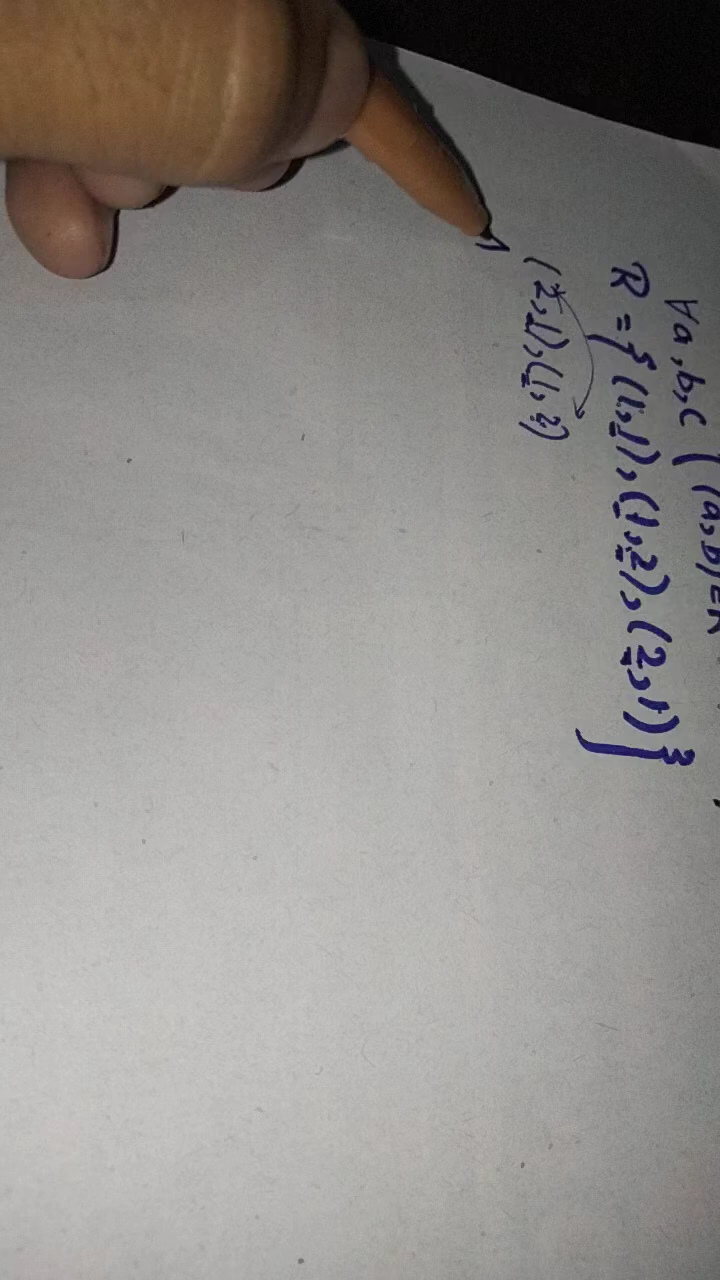 ∀a,b,c ( (a,b)∈R
R = { (1,1), (1,2), (2,1) }
(2,1), (1,2)